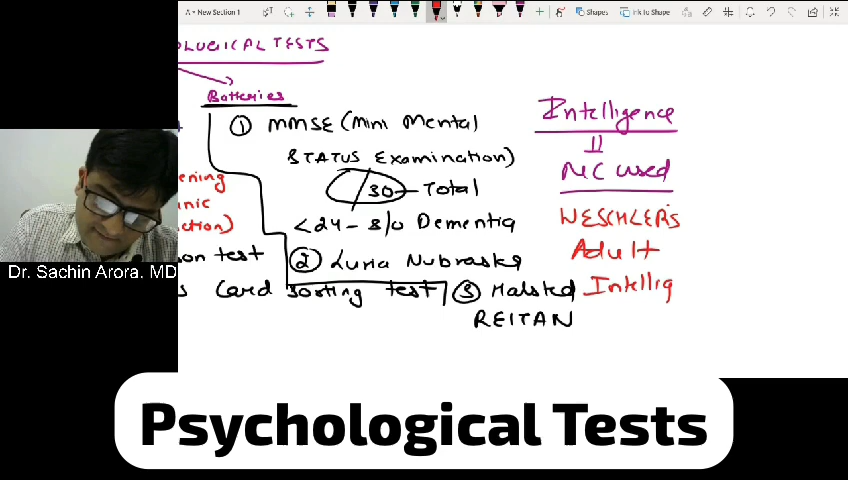 A • New Section 1
Shapes
Ink to Shape
OLOGICAL TESTS
Batteries
① MMSE (Mini Mental
STATUS Examination)
/30 - Total
<24 - S/O Dementia
② Luria Nubraska
③ Halsted
REITAN
ening
nic
ction)
on test
s Card Sorting test
Intelligence
MC used
WESCHLER'S
Adult
Intellig
Dr. Sachin Arora. MD
Psychological Tests